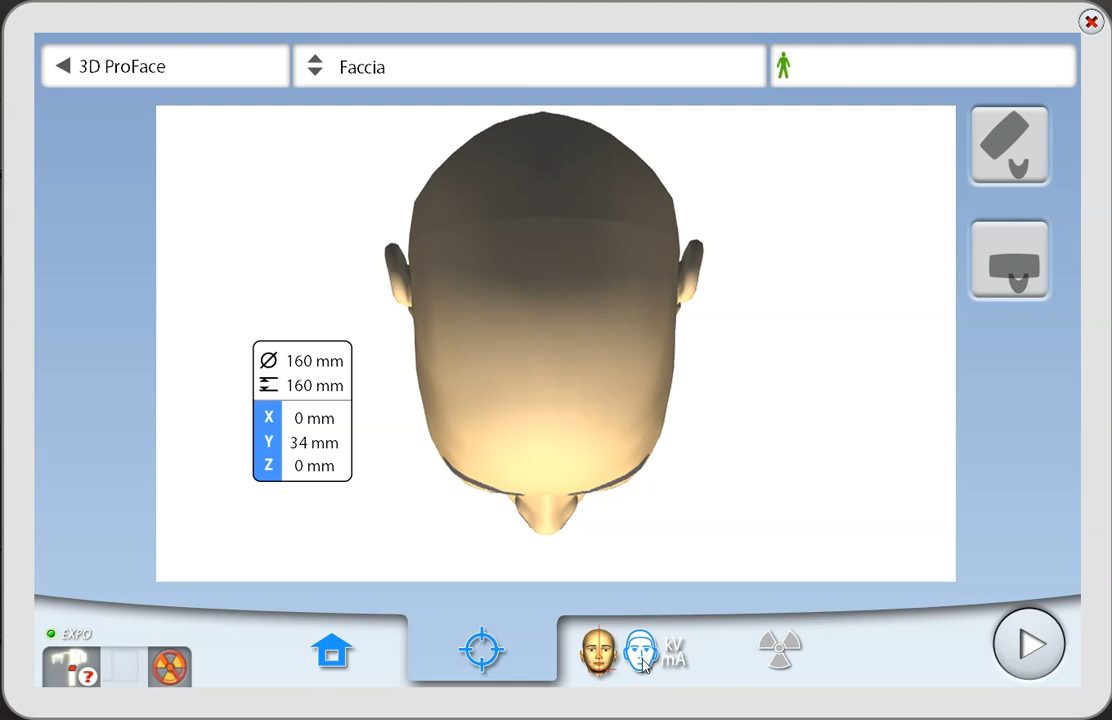 3D ProFace
Faccia
Ø 160 mm
160 mm
X 0 mm
Y 34 mm
Z 0 mm
EXPO
?
kV
mA